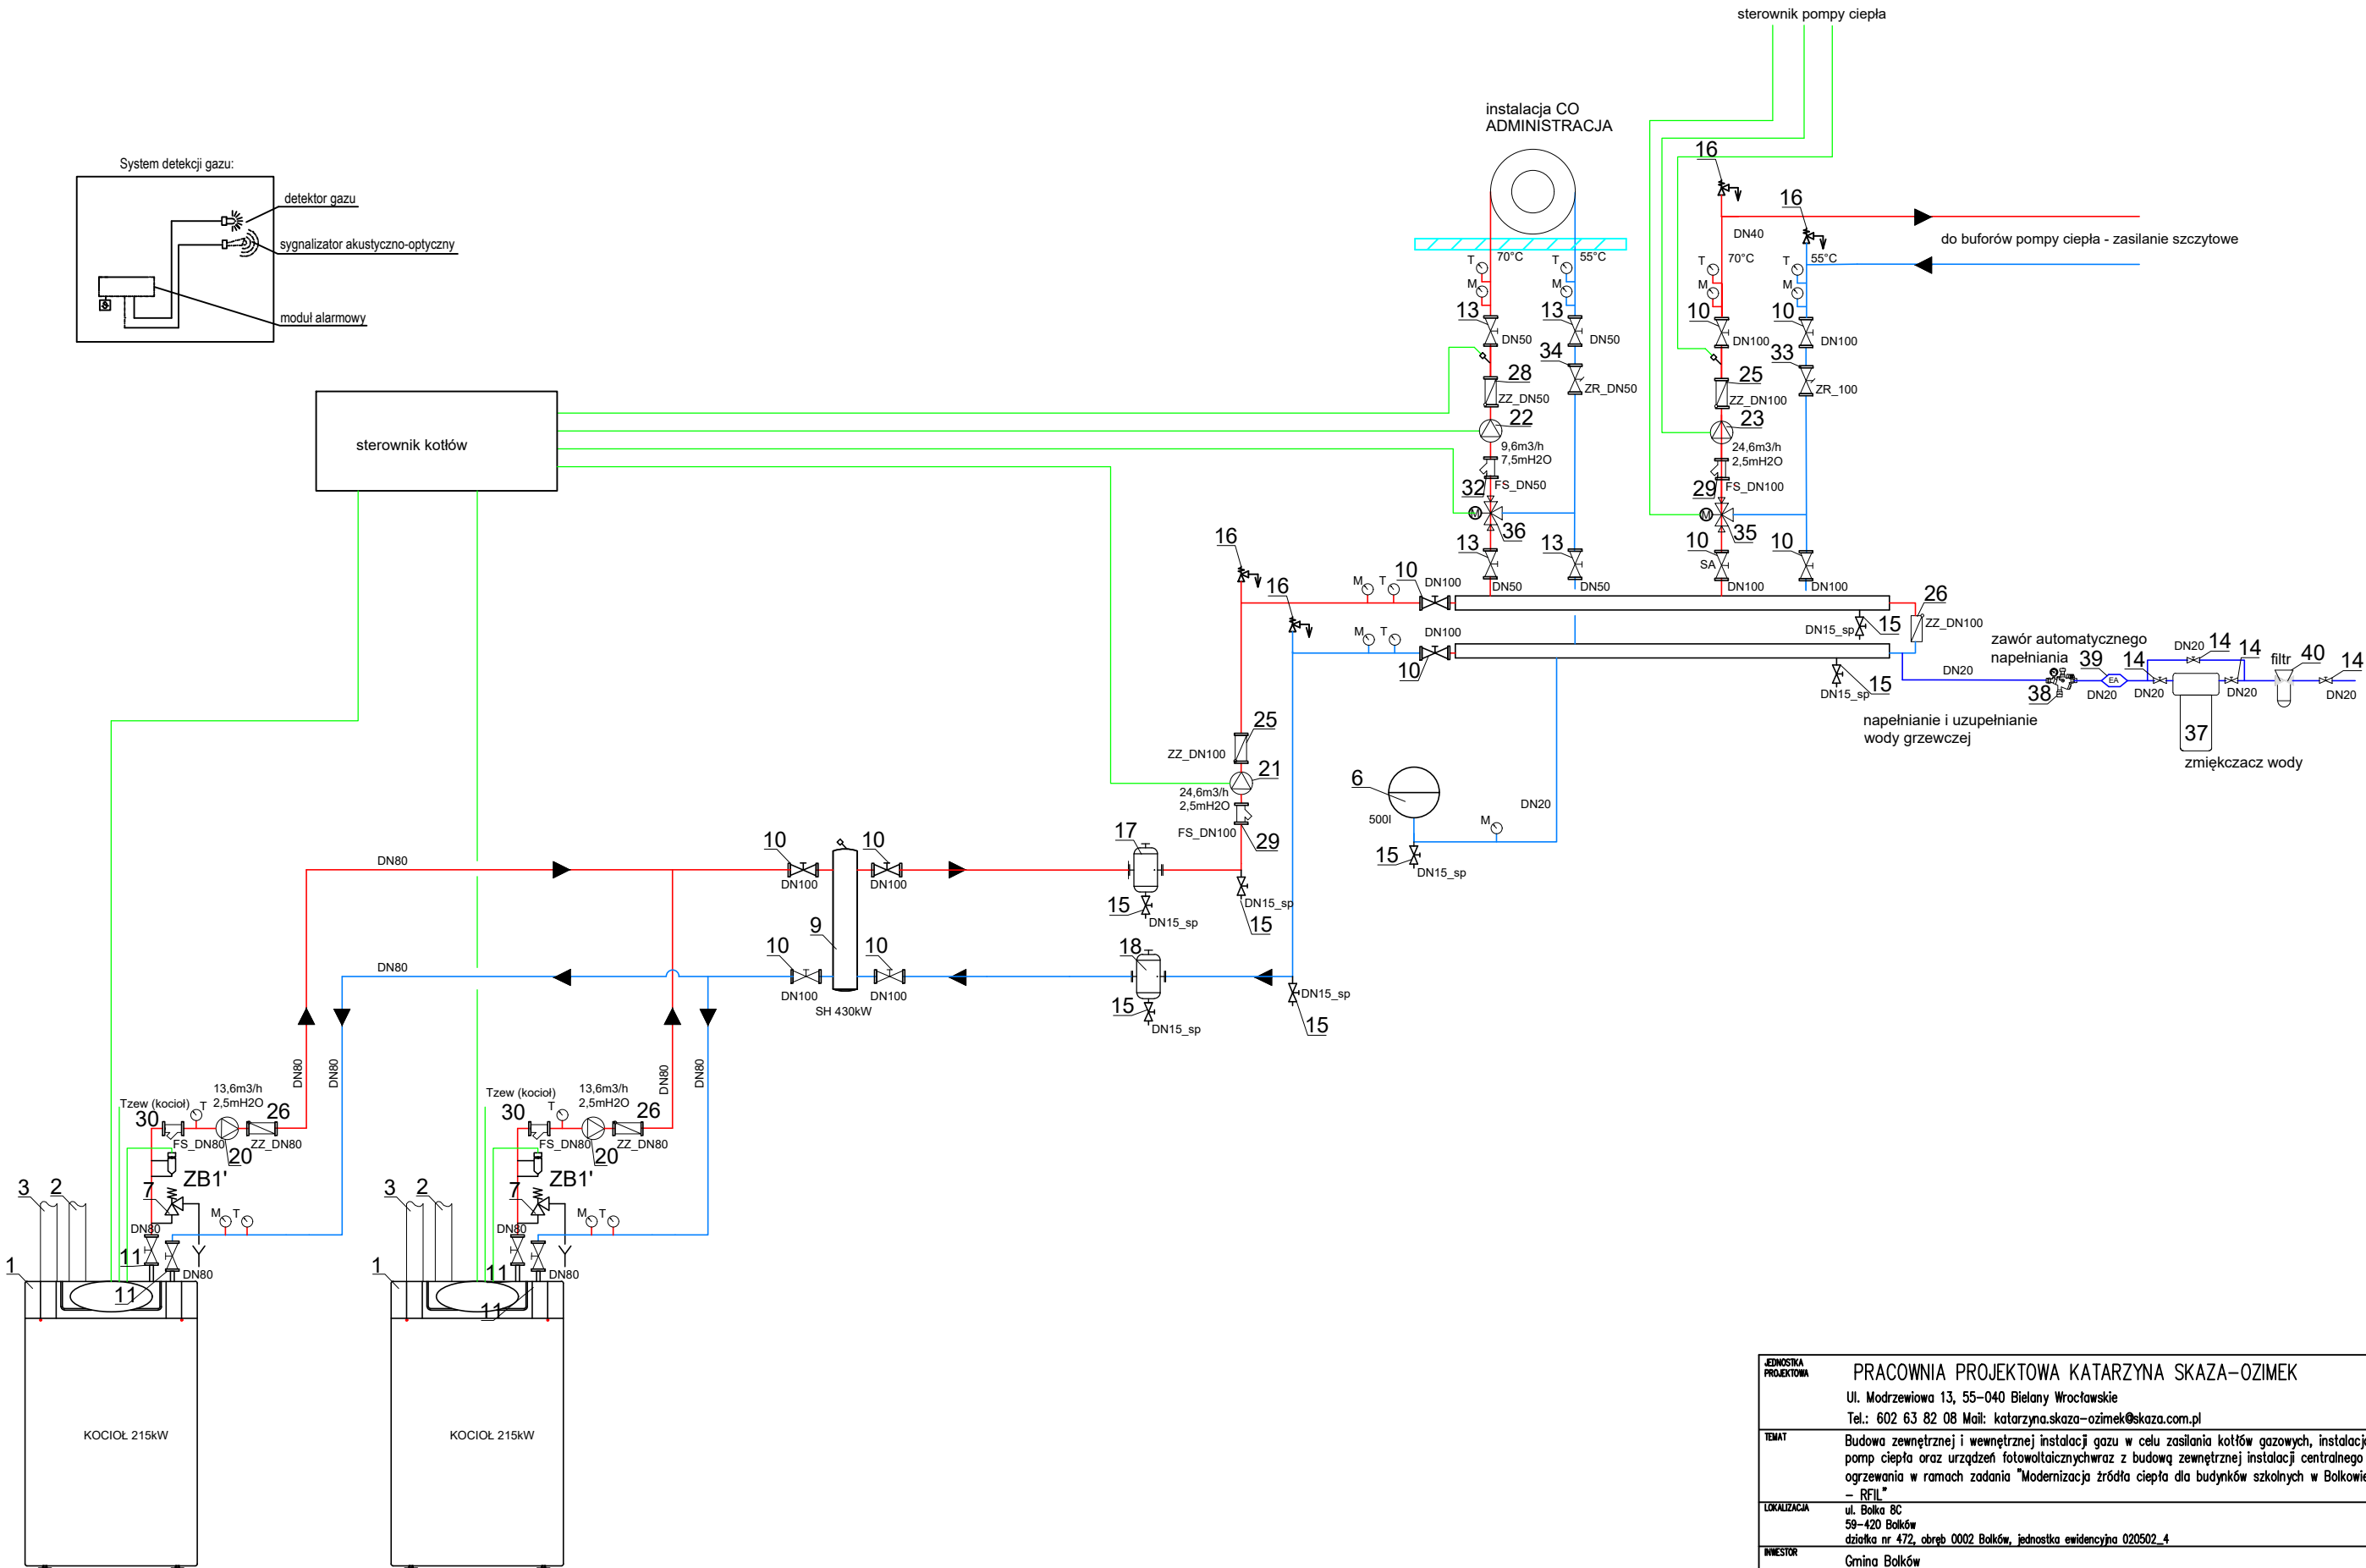 sterownik pompy ciepła
instalacja CO
ADMINISTRACJA
System detekcji gazu:
detektor gazu
sygnalizator akustyczno-optyczny
moduł alarmowy
sterownik kotłów
16
16
DN40
do buforów pompy ciepła - zasilanie szczytowe
T
70°C
T
55°C
T
70°C
T
55°C
M
M
M
M
13
13
10
10
DN50
DN50
DN100
DN100
34
33
28
25
ZR_DN50
ZR_100
ZZ_DN50
ZZ_DN100
22
23
9,6m3/h
7,5mH2O
24,6m3/h
2,5mH2O
32
FS_DN50
29
FS_DN100
M
M
36
35
13
13
10
10
SA
DN50
DN50
DN100
DN100
16
16
M
T
10
DN100
M
T
DN100
10
DN15_sp
15
DN15_sp
15
26
ZZ_DN100
zawór automatycznego
napełniania
DN20
38
39
EA
DN20
14
DN20
DN20
14
14
DN20
filtr
40
14
DN20
37
zmiękczacz wody
napełnianie i uzupełnianie
wody grzewczej
25
ZZ_DN100
21
24,6m3/h
2,5mH2O
FS_DN100
29
6
500l
M
DN20
15
DN15_sp
DN80
10
10
DN100
DN100
17
15
DN15_sp
DN15_sp
15
9
DN80
10
10
DN100
DN100
SH 430kW
18
15
DN15_sp
DN15_sp
15
DN80
DN80
DN80
DN80
Tzew (kocioł)
T
13,6m3/h
2,5mH2O
30
26
FS_DN80
ZZ_DN80
20
ZB1'
7
3
2
M
T
DN80
11
DN80
1
11
KOCIOŁ 215kW
Tzew (kocioł)
T
13,6m3/h
2,5mH2O
30
26
FS_DN80
ZZ_DN80
20
ZB1'
7
3
2
M
T
DN80
11
DN80
1
11
KOCIOŁ 215kW
JEDNOSTKA
PROJEKTOWA
PRACOWNIA PROJEKTOWA KATARZYNA SKAZA-OZIMEK
Ul. Modrzewiowa 13, 55-040 Bielany Wrocławskie
Tel.: 602 63 82 08 Mail: katarzyna.skaza-ozimek@skaza.com.pl
TEMAT
Budowa zewnętrznej i wewnętrznej instalacji gazu w celu zasilania kotłów gazowych, instalacja
pomp ciepła oraz urządzeń fotowoltaicznychwraz z budową zewnętrznej instalacji centralnego
ogrzewania w ramach zadania "Modernizacja źródła ciepła dla budynków szkolnych w Bolkowie
- RFIL"
LOKALIZACJA
ul. Bolka 8C
59-420 Bolków
działka nr 472, obręb 0002 Bolków, jednostka ewidencyjna 020502_4
INWESTOR
Gmina Bolków